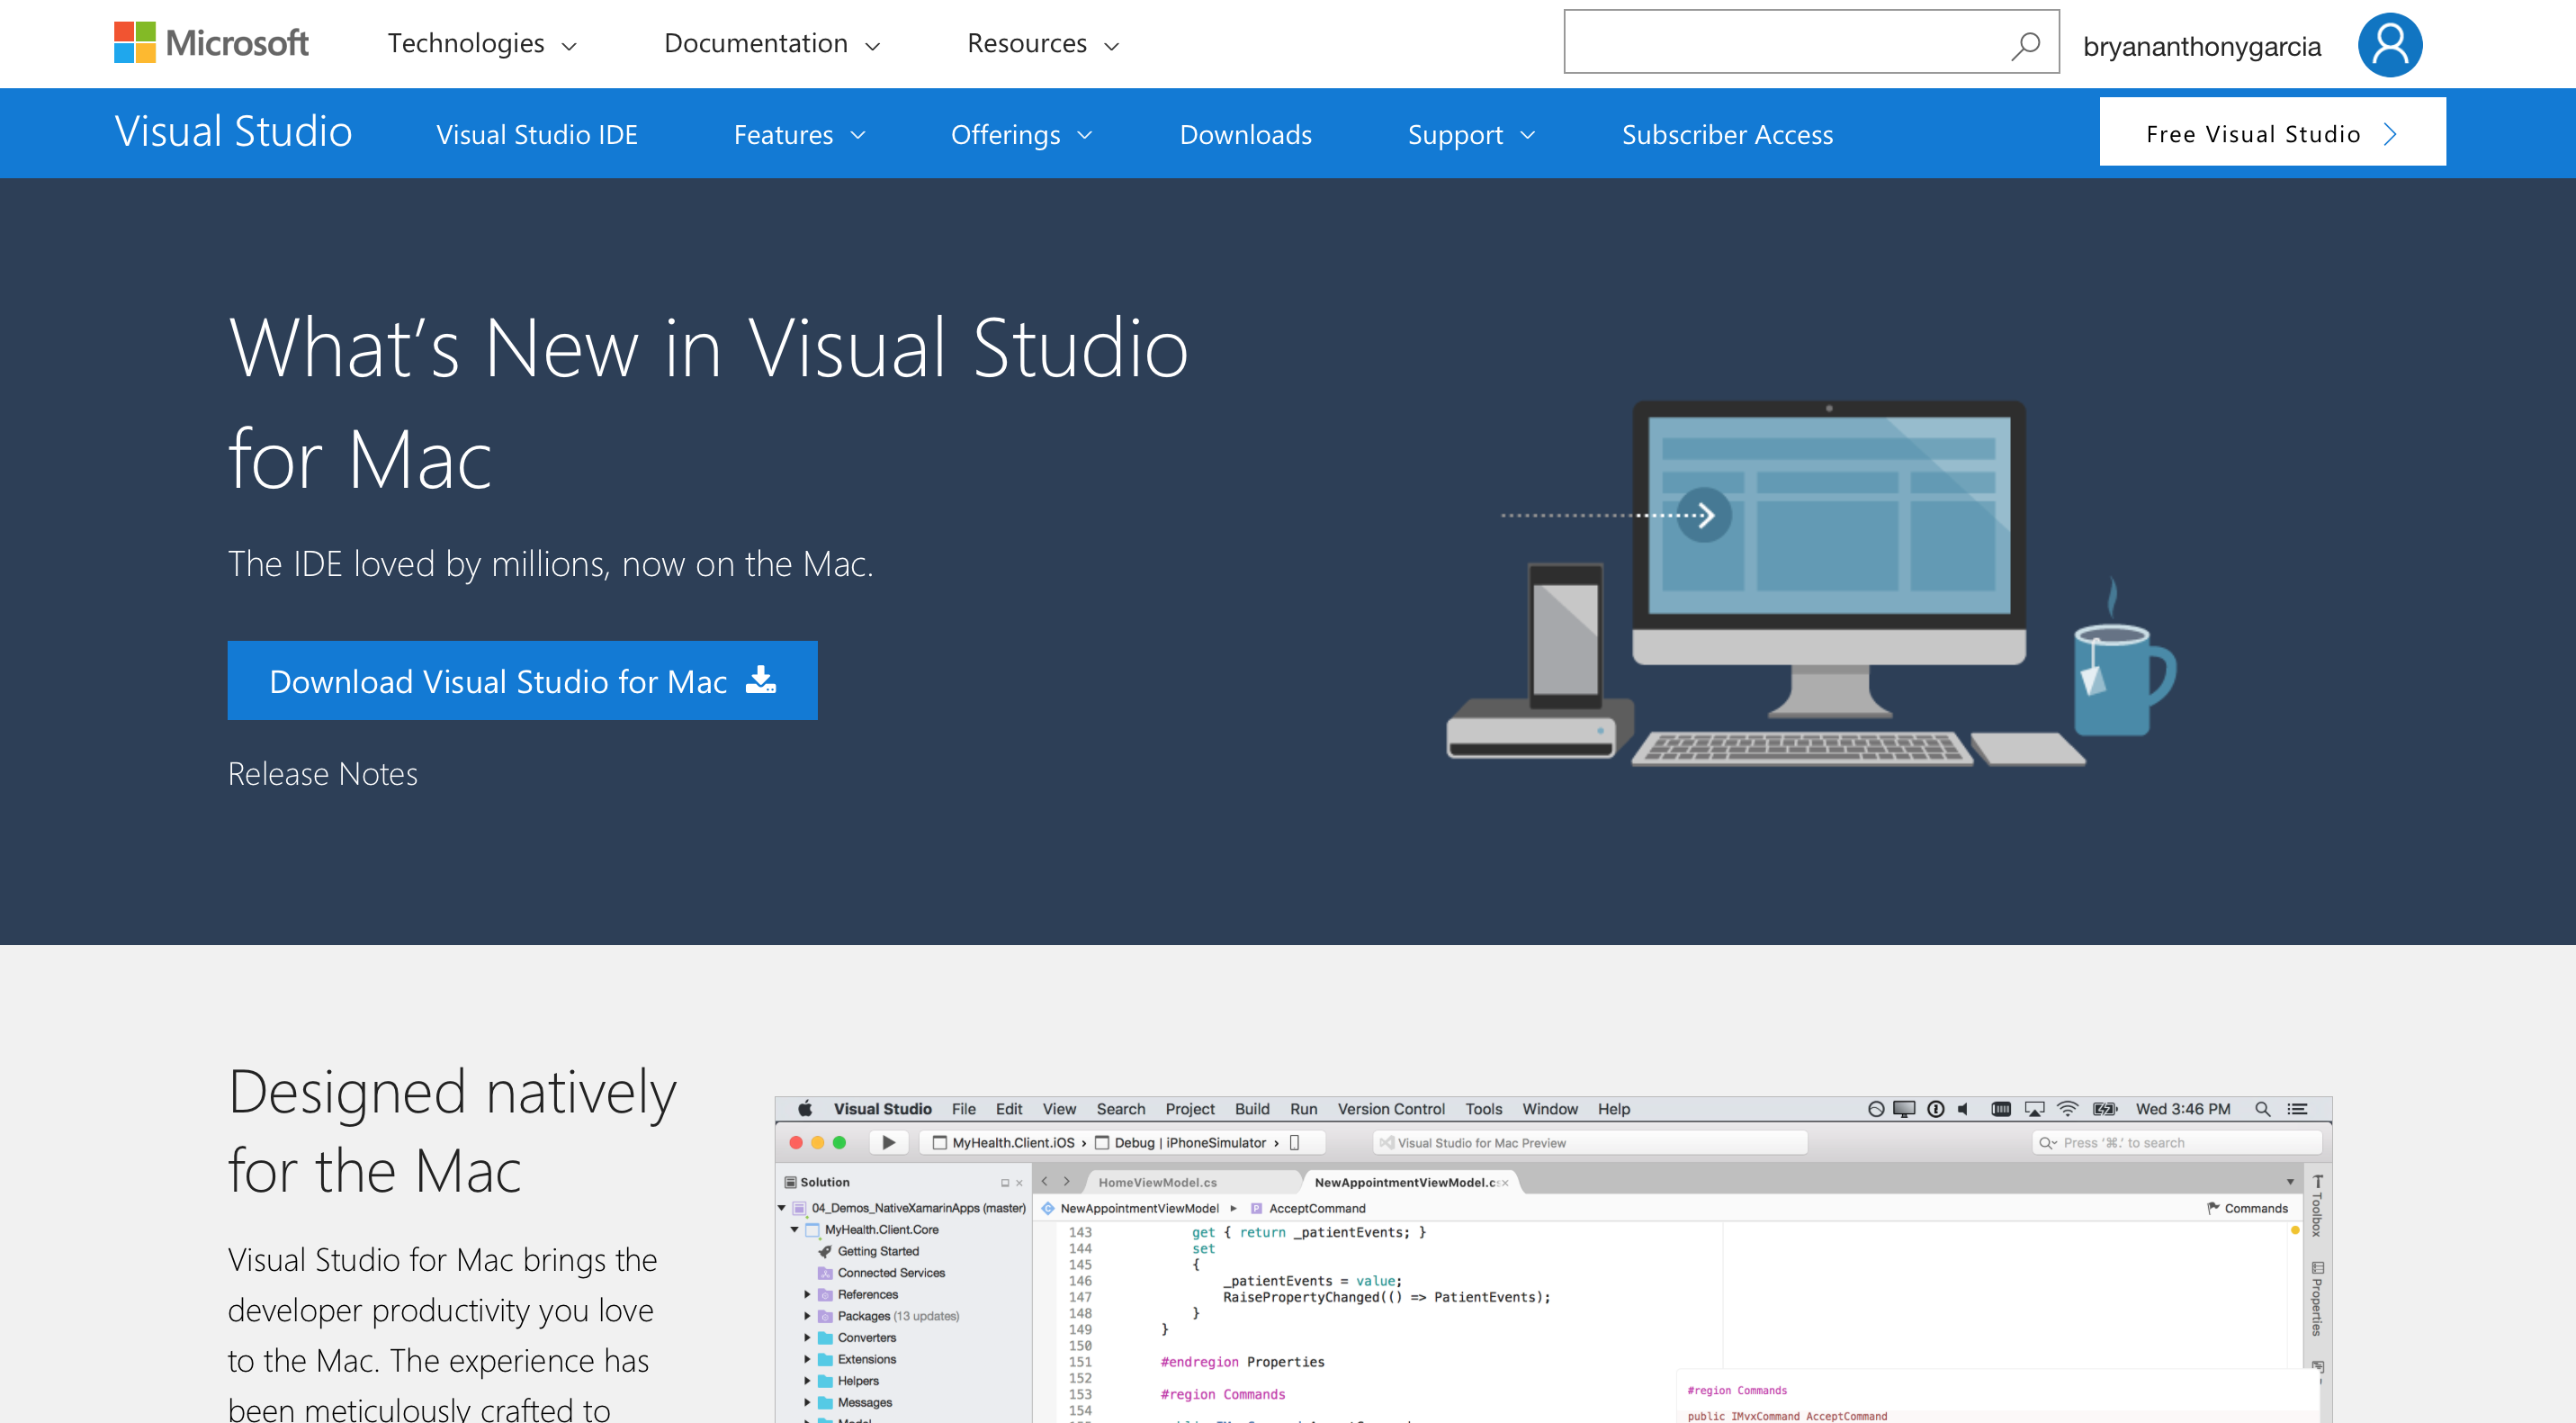 Microsoft
Technologies
Documentation
Resources
bryananthonygarcia
Visual Studio
Visual Studio IDE
Features
Offerings
Downloads
Support
Subscriber Access
Free Visual Studio
What's New in Visual Studio
for Mac
The IDE loved by millions, now on the Mac.
Download Visual Studio for Mac
Release Notes
Designed natively
for the Mac
Visual Studio for Mac brings the
developer productivity you love
to the Mac. The experience has
been meticulously crafted to
Visual Studio File Edit View Search Project Build Run Version Control Tools Window Help
Wed 3:46 PM
MyHealth.Client.iOS › Debug | iPhoneSimulator ›
Visual Studio for Mac Preview
Press '⌘.' to search
Solution
04_Demos_NativeXamarinApps (master)
MyHealth.Client.Core
Getting Started
Connected Services
References
Packages (13 updates)
Converters
Extensions
Helpers
Messages
HomeViewModel.cs
NewAppointmentViewModel.c
NewAppointmentViewModel
P AcceptCommand
Commands
143 get { return _patientEvents; }
144 set
145 {
146 _patientEvents = value;
147 RaisePropertyChanged(() => PatientEvents);
148 }
149 }
150
151 #endregion Properties
152
153 #region Commands
154
#region Commands
public IMvxCommand AcceptCommand
Toolbox
Properties